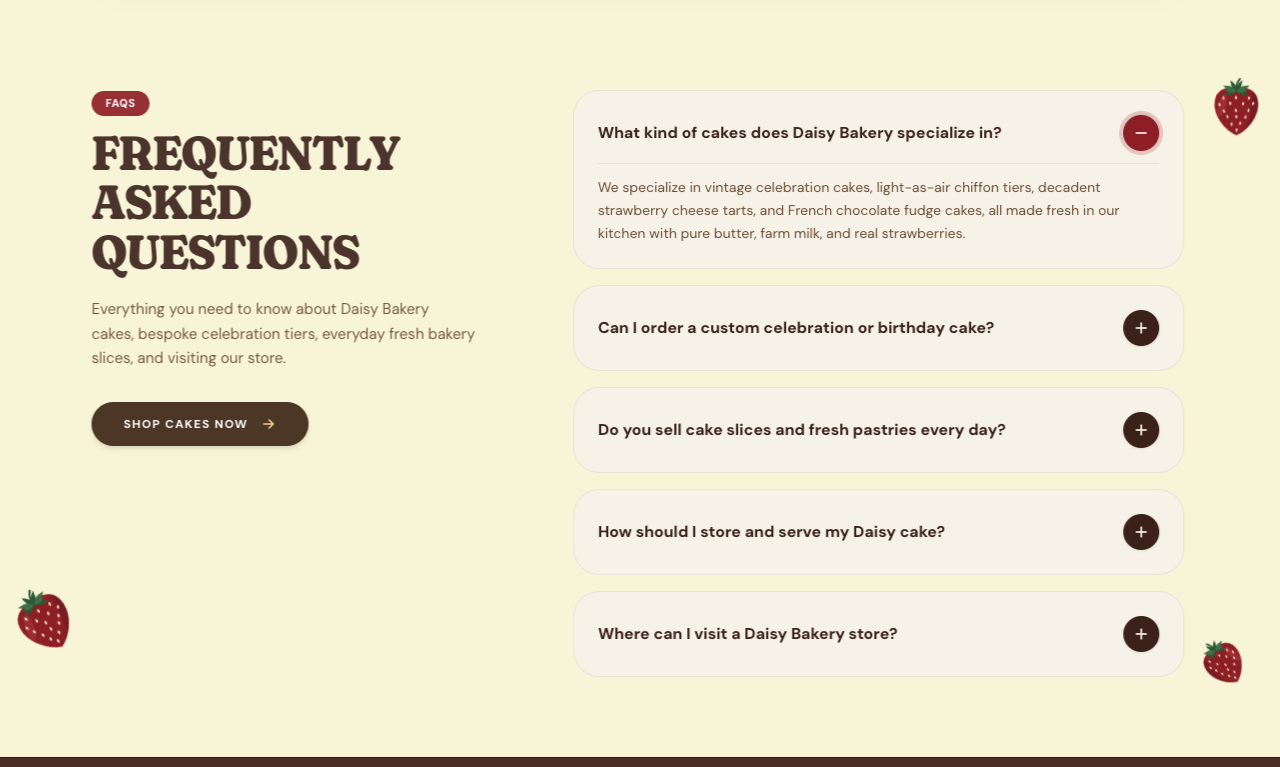 FAQS
FREQUENTLY
ASKED
QUESTIONS
Everything you need to know about Daisy Bakery
cakes, bespoke celebration tiers, everyday fresh bakery
slices, and visiting our store.
SHOP CAKES NOW →
What kind of cakes does Daisy Bakery specialize in?
We specialize in vintage celebration cakes, light-as-air chiffon tiers, decadent
strawberry cheese tarts, and French chocolate fudge cakes, all made fresh in our
kitchen with pure butter, farm milk, and real strawberries.
Can I order a custom celebration or birthday cake?
Do you sell cake slices and fresh pastries every day?
How should I store and serve my Daisy cake?
Where can I visit a Daisy Bakery store?